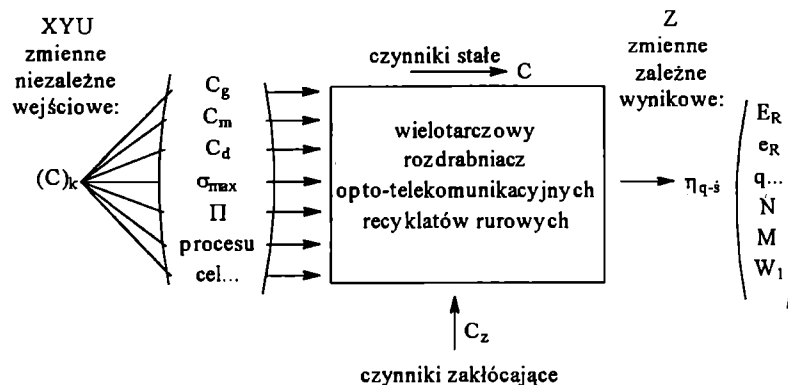 XYU
zmienne
niezależne
wejściowe:
(C)k
Cg
Cm
Cd
σmax
Π
procesu
cel...
czynniki stałe
C
wielotarczowy
rozdrabniacz
opto-telekomunikacyjnych
recyklatów rurowych
Cz
czynniki zakłócające
Z
zmienne
zależne
wynikowe:
ηq-ś
ER
eR
q...
N
M
W1